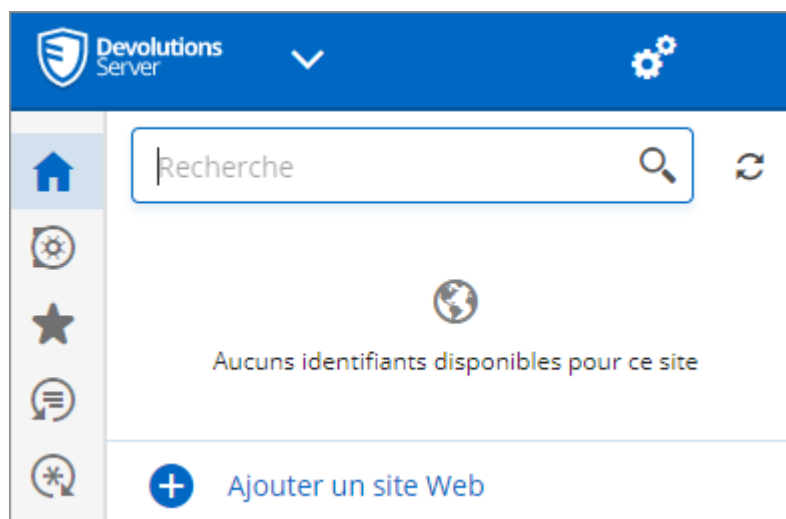 Devolutions
Server
Recherche
Aucuns identifiants disponibles pour ce site
Ajouter un site Web